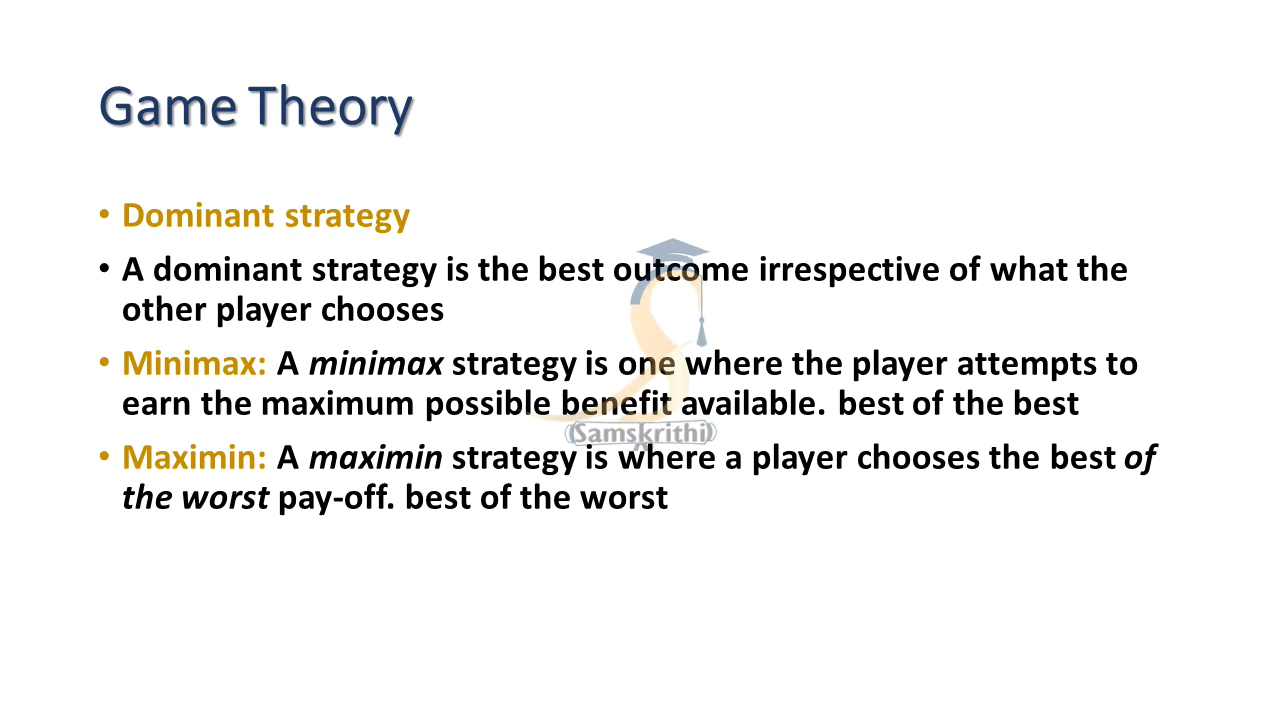 Game Theory
• Dominant strategy
• A dominant strategy is the best outcome irrespective of what the
other player chooses
• Minimax: A minimax strategy is one where the player attempts to
earn the maximum possible benefit available. best of the best
(Samskrithi)
• Maximin: A maximin strategy is where a player chooses the best of
the worst pay-off. best of the worst